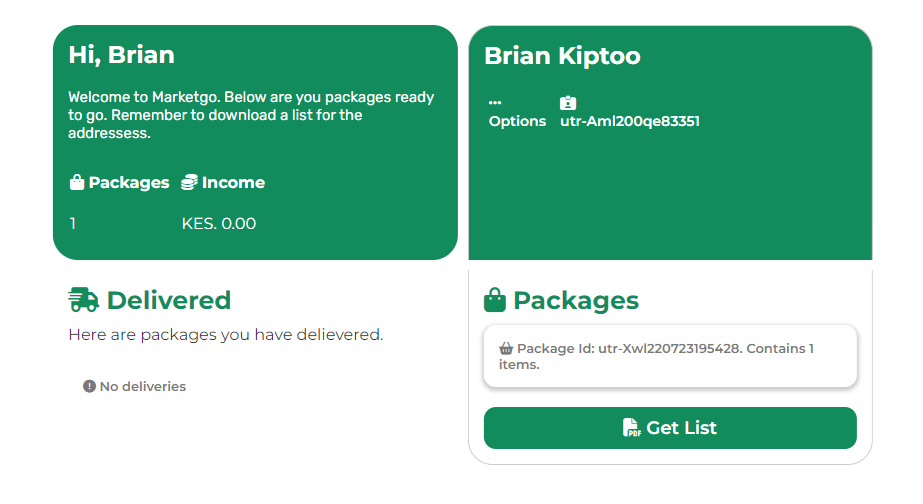 Hi, Brian
Welcome to Marketgo. Below are you packages ready
to go. Remember to download a list for the
addressess.
Packages Income
1 KES. 0.00
Brian Kiptoo
Options utr-Aml200qe83351
Delivered
Here are packages you have delievered.
No deliveries
Packages
Package Id: utr-Xwl220723195428. Contains 1
items.
Get List